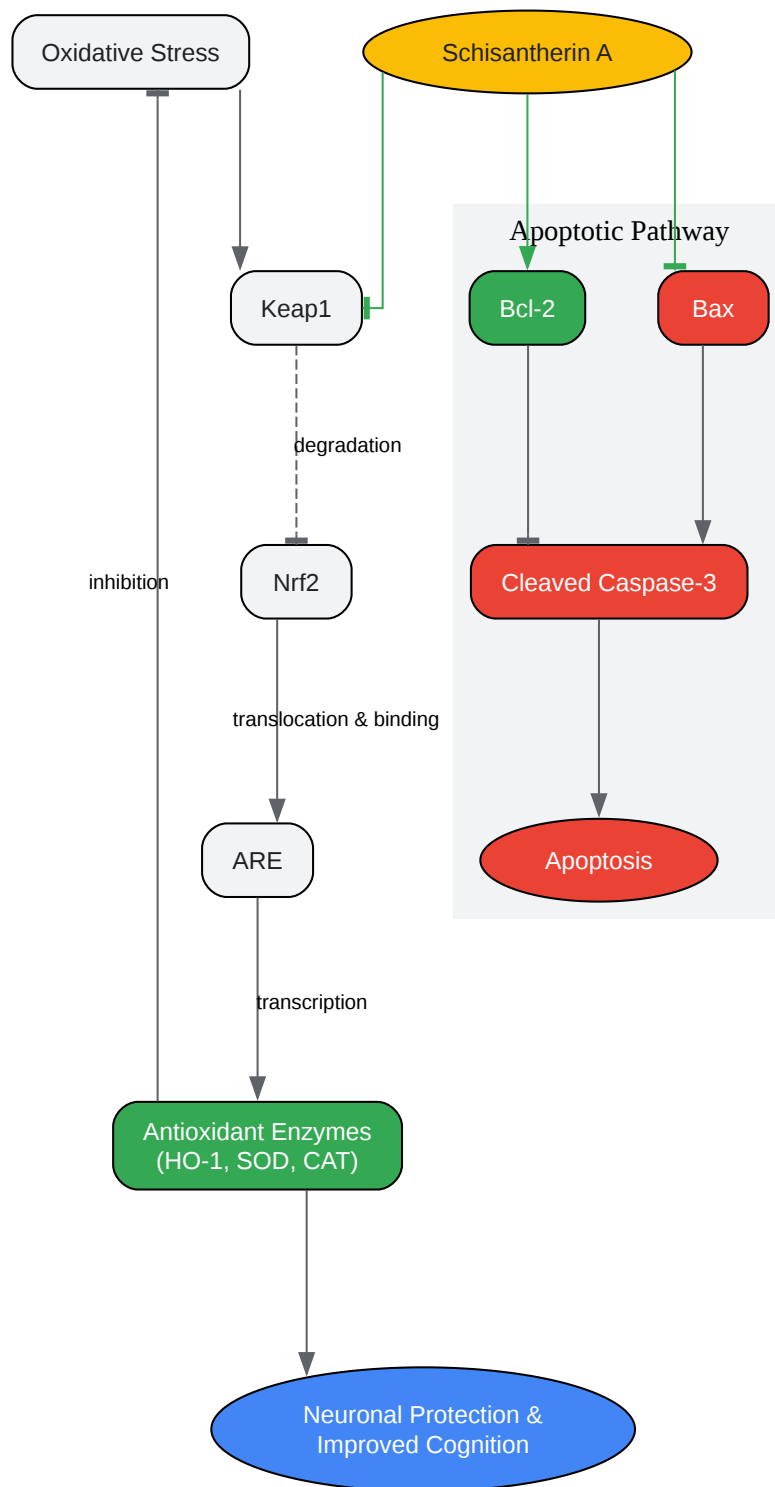 Oxidative Stress
Schisantherin A
Apoptotic Pathway
Keap1
Bcl-2
Bax
degradation
inhibition
Nrf2
Cleaved Caspase-3
translocation & binding
ARE
Apoptosis
transcription
Antioxidant Enzymes
(HO-1, SOD, CAT)
Neuronal Protection &
Improved Cognition